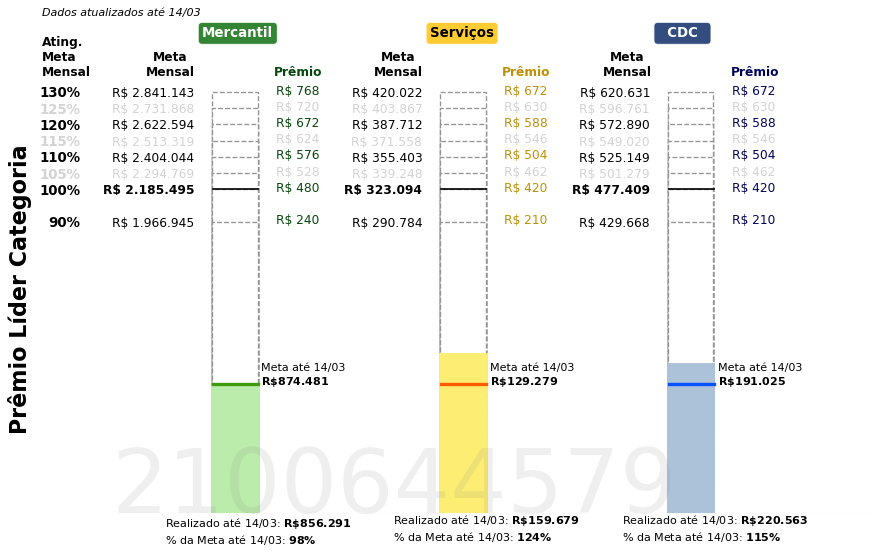 Dados atualizados até 14/03
Mercantil Serviços CDC
Ating. Meta Mensal
Meta Mensal Prêmio Meta Mensal Prêmio Meta Mensal Prêmio
130% R$ 2.841.143 R$ 768 R$ 420.022 R$ 672 R$ 620.631 R$ 672
125% R$ 2.731.868 R$ 720 R$ 403.867 R$ 630 R$ 596.761 R$ 630
120% R$ 2.622.594 R$ 672 R$ 387.712 R$ 588 R$ 572.890 R$ 588
115% R$ 2.513.319 R$ 624 R$ 371.558 R$ 546 R$ 549.020 R$ 546
110% R$ 2.404.044 R$ 576 R$ 355.403 R$ 504 R$ 525.149 R$ 504
105% R$ 2.294.769 R$ 528 R$ 339.248 R$ 462 R$ 501.279 R$ 462
100% R$ 2.185.495 R$ 480 R$ 323.094 R$ 420 R$ 477.409 R$ 420
90% R$ 1.966.945 R$ 240 R$ 290.784 R$ 210 R$ 429.668 R$ 210
Prêmio Líder Categoria
Meta até 14/03 Meta até 14/03 Meta até 14/03
R$874.481 R$129.279 R$191.025
2100644579
Realizado até 14/03: R$856.291 Realizado até 14/03: R$159.679 Realizado até 14/03: R$220.563
% da Meta até 14/03: 98% % da Meta até 14/03: 124% % da Meta até 14/03: 115%